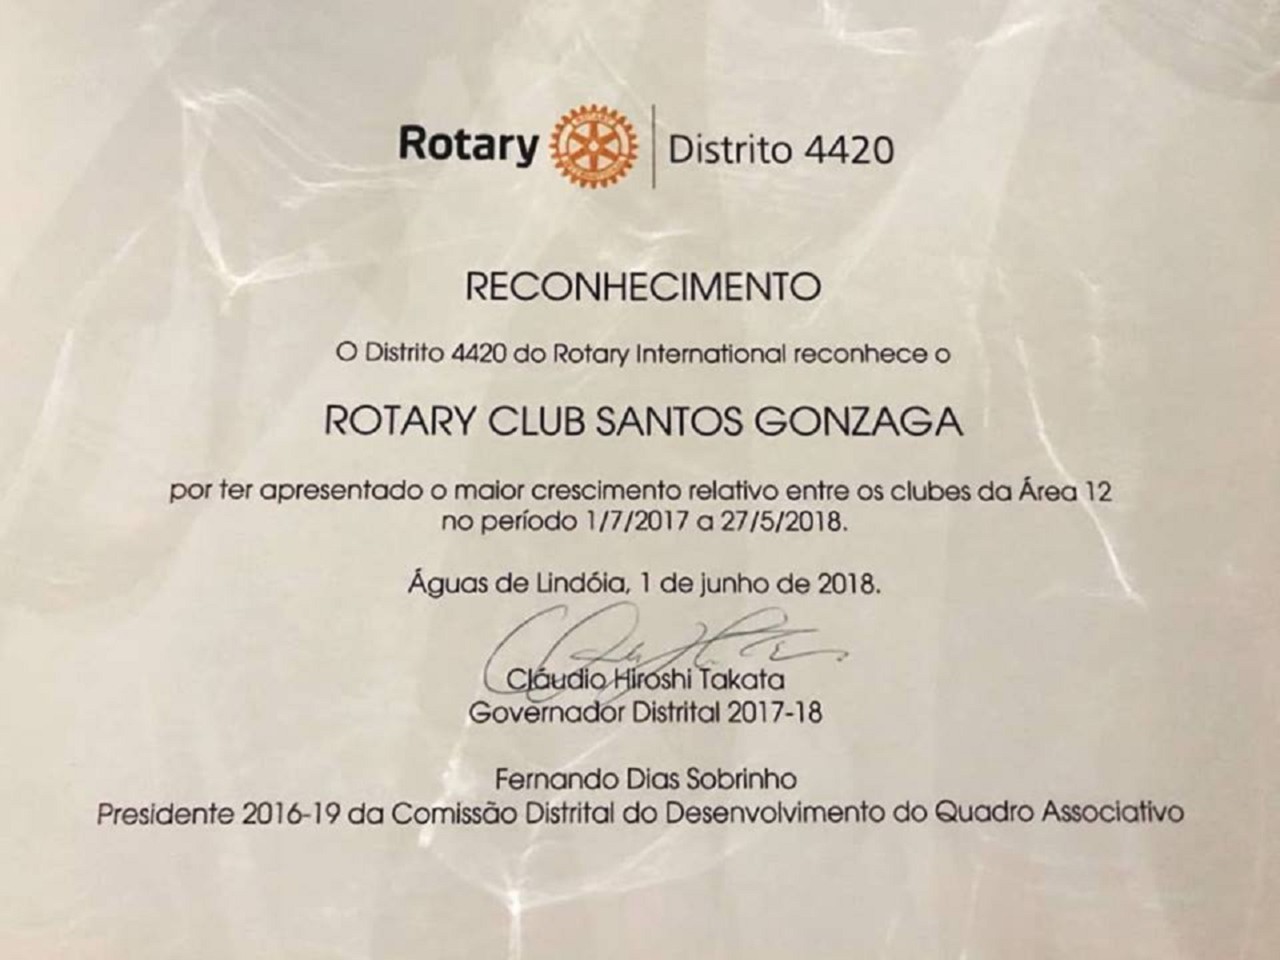 Rotary Distrito 4420
RECONHECIMENTO
O Distrito 4420 do Rotary International reconhece o
ROTARY CLUB SANTOS GONZAGA
por ter apresentado o maior crescimento relativo entre os clubes da Área 12
no período 1/7/2017 a 27/5/2018.
Águas de Lindóia, 1 de junho de 2018.
Cláudio Hiroshi Takata
Governador Distrital 2017-18
Fernando Dias Sobrinho
Presidente 2016-19 da Comissão Distrital do Desenvolvimento do Quadro Associativo